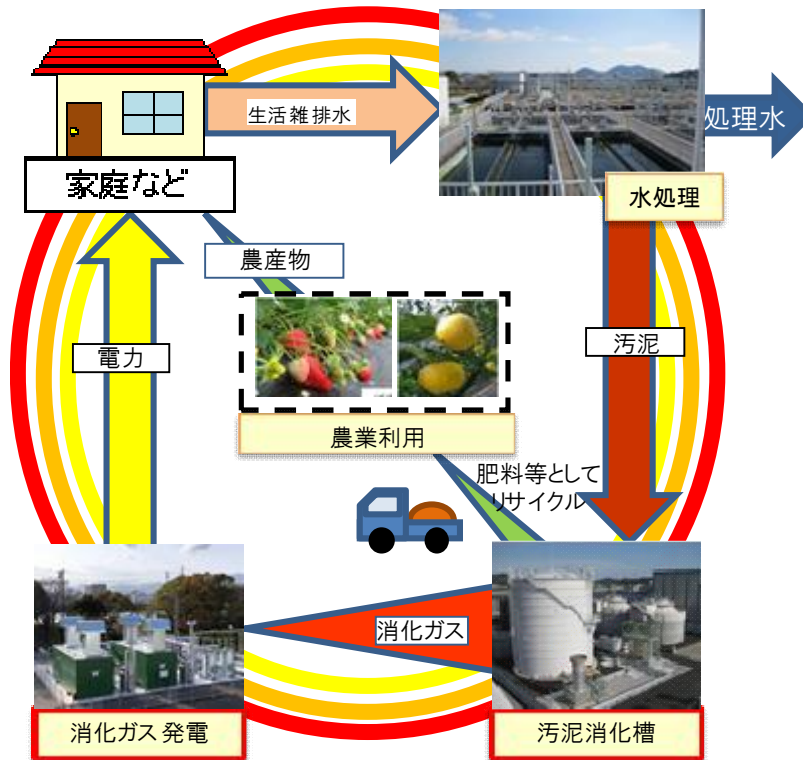 生活雑排水
処理水
家庭など
水処理
農産物
電力
汚泥
農業利用
肥料等として
リサイクル
消化ガス
消化ガス発電
汚泥消化槽